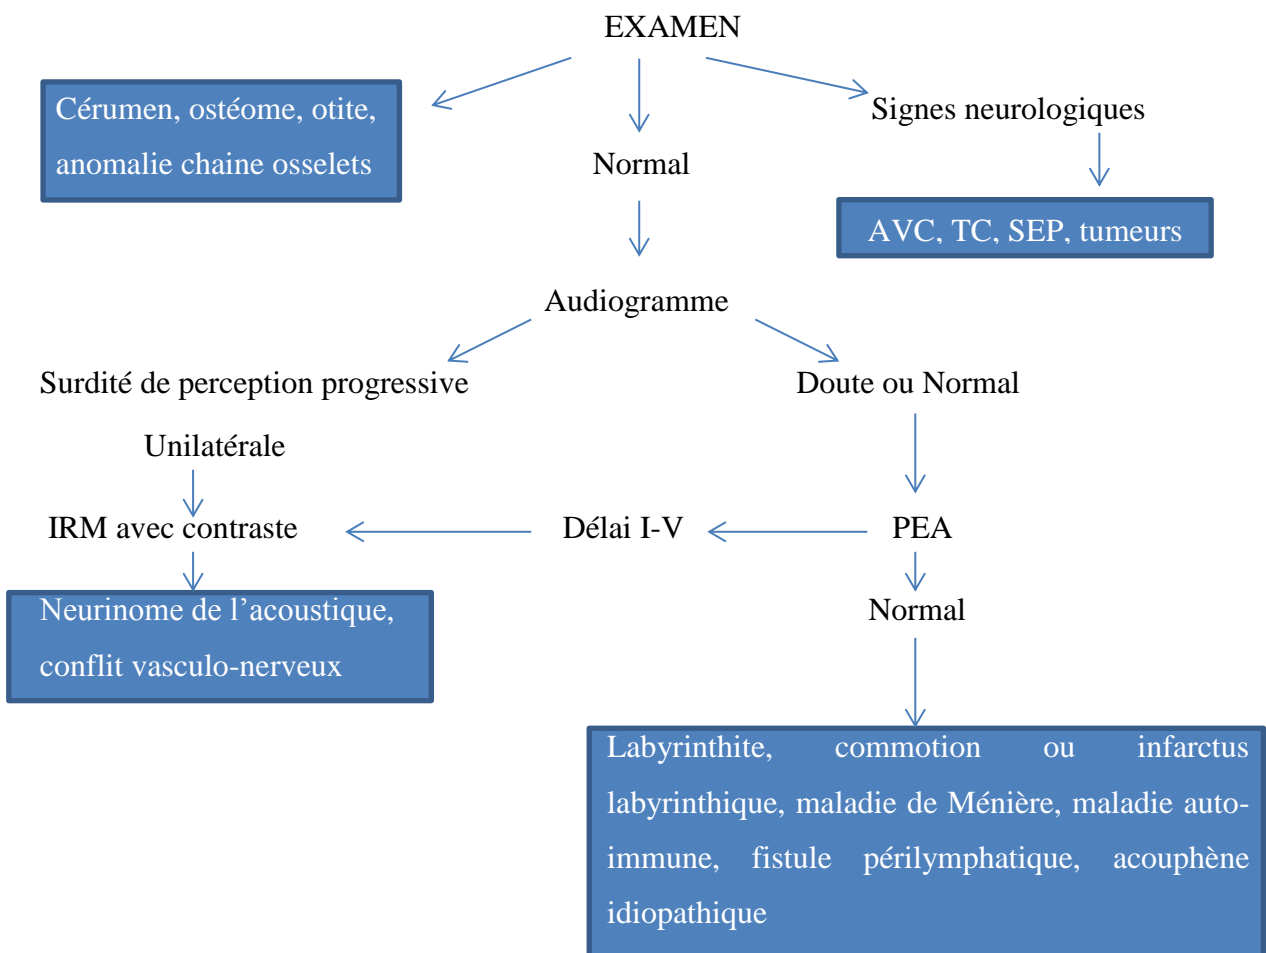 EXAMEN
Cérumen, ostéome, otite,
anomalie chaine osselets
Normal
Signes neurologiques
AVC, TC, SEP, tumeurs
Audiogramme
Surdité de perception progressive
Unilatérale
Doute ou Normal
IRM avec contraste
Délai I-V
PEA
Neurinome de l’acoustique,
conflit vasculo-nerveux
Normal
Labyrinthite, commotion ou infarctus
labyrinthique, maladie de Ménière, maladie auto-
immune, fistule périlymphatique, acouphène
idiopathique